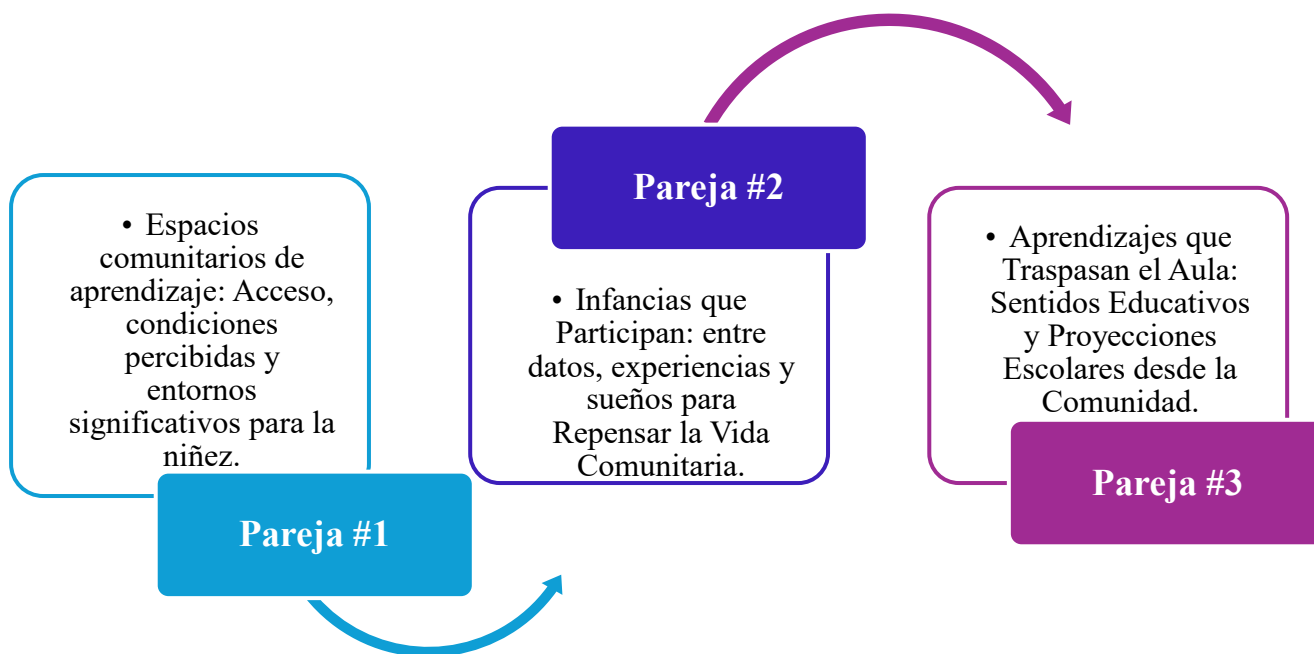 • Espacios
comunitarios de
aprendizaje: Acceso,
condiciones
percibidas y
entornos
significativos para la
niñez.
Pareja #1
Pareja #2
• Infancias que
Participan: entre
datos, experiencias y
sueños para
Repensar la Vida
Comunitaria.
• Aprendizajes que
Traspasan el Aula:
Sentidos Educativos
y Proyecciones
Escolares desde la
Comunidad.
Pareja #3